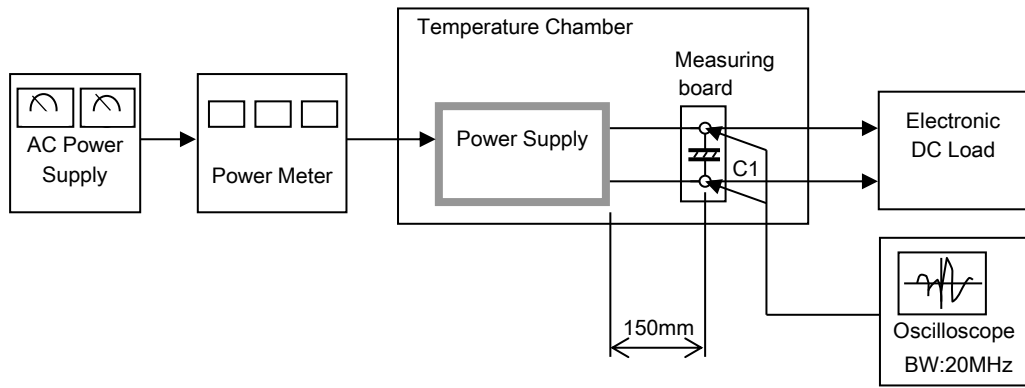 Temperature Chamber
Measuring
board
AC Power
Supply
Power Meter
Power Supply
C1
Electronic
DC Load
150mm
Oscilloscope
BW:20MHz